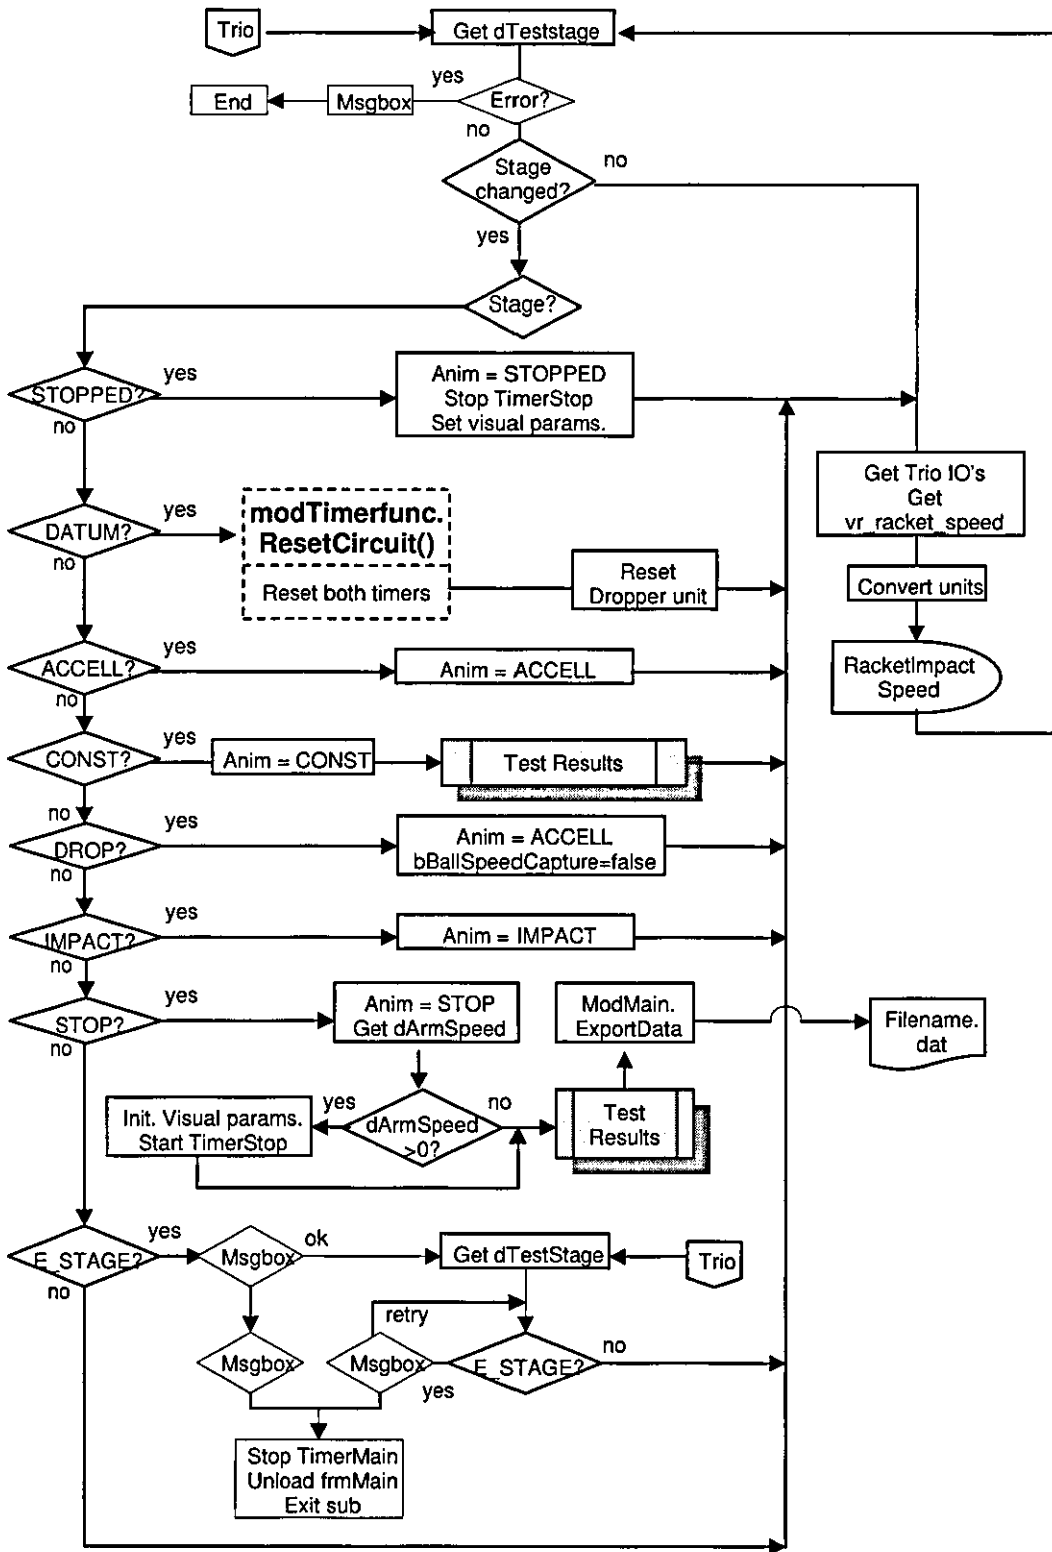 Trio
Get dTeststage
yes
End
Msgbox
Error?
no
Stage
changed?
no
yes
Stage?
STOPPED?
yes
no
Anim = STOPPED
Stop TimerStop
Set visual params.
Get Trio IO's
Get
vr_racket_speed
DATUM?
yes
no
modTimerfunc.
ResetCircuit()
Reset both timers
Reset
Dropper unit
Convert units
ACCELL?
yes
no
Anim = ACCELL
RacketImpact
Speed
CONST?
yes
no
Anim = CONST
Test Results
DROP?
yes
no
Anim = ACCELL
bBallSpeedCapture=false
IMPACT?
yes
no
Anim = IMPACT
STOP?
yes
no
Anim = STOP
Get dArmSpeed
ModMain.
ExportData
Filename.
dat
Init. Visual params.
Start TimerStop
yes
dArmSpeed
>0?
no
Test
Results
E_STAGE?
yes
no
Msgbox
ok
Get dTestStage
Trio
retry
Msgbox
Msgbox
yes
E_STAGE?
no
Stop TimerMain
Unload frmMain
Exit sub